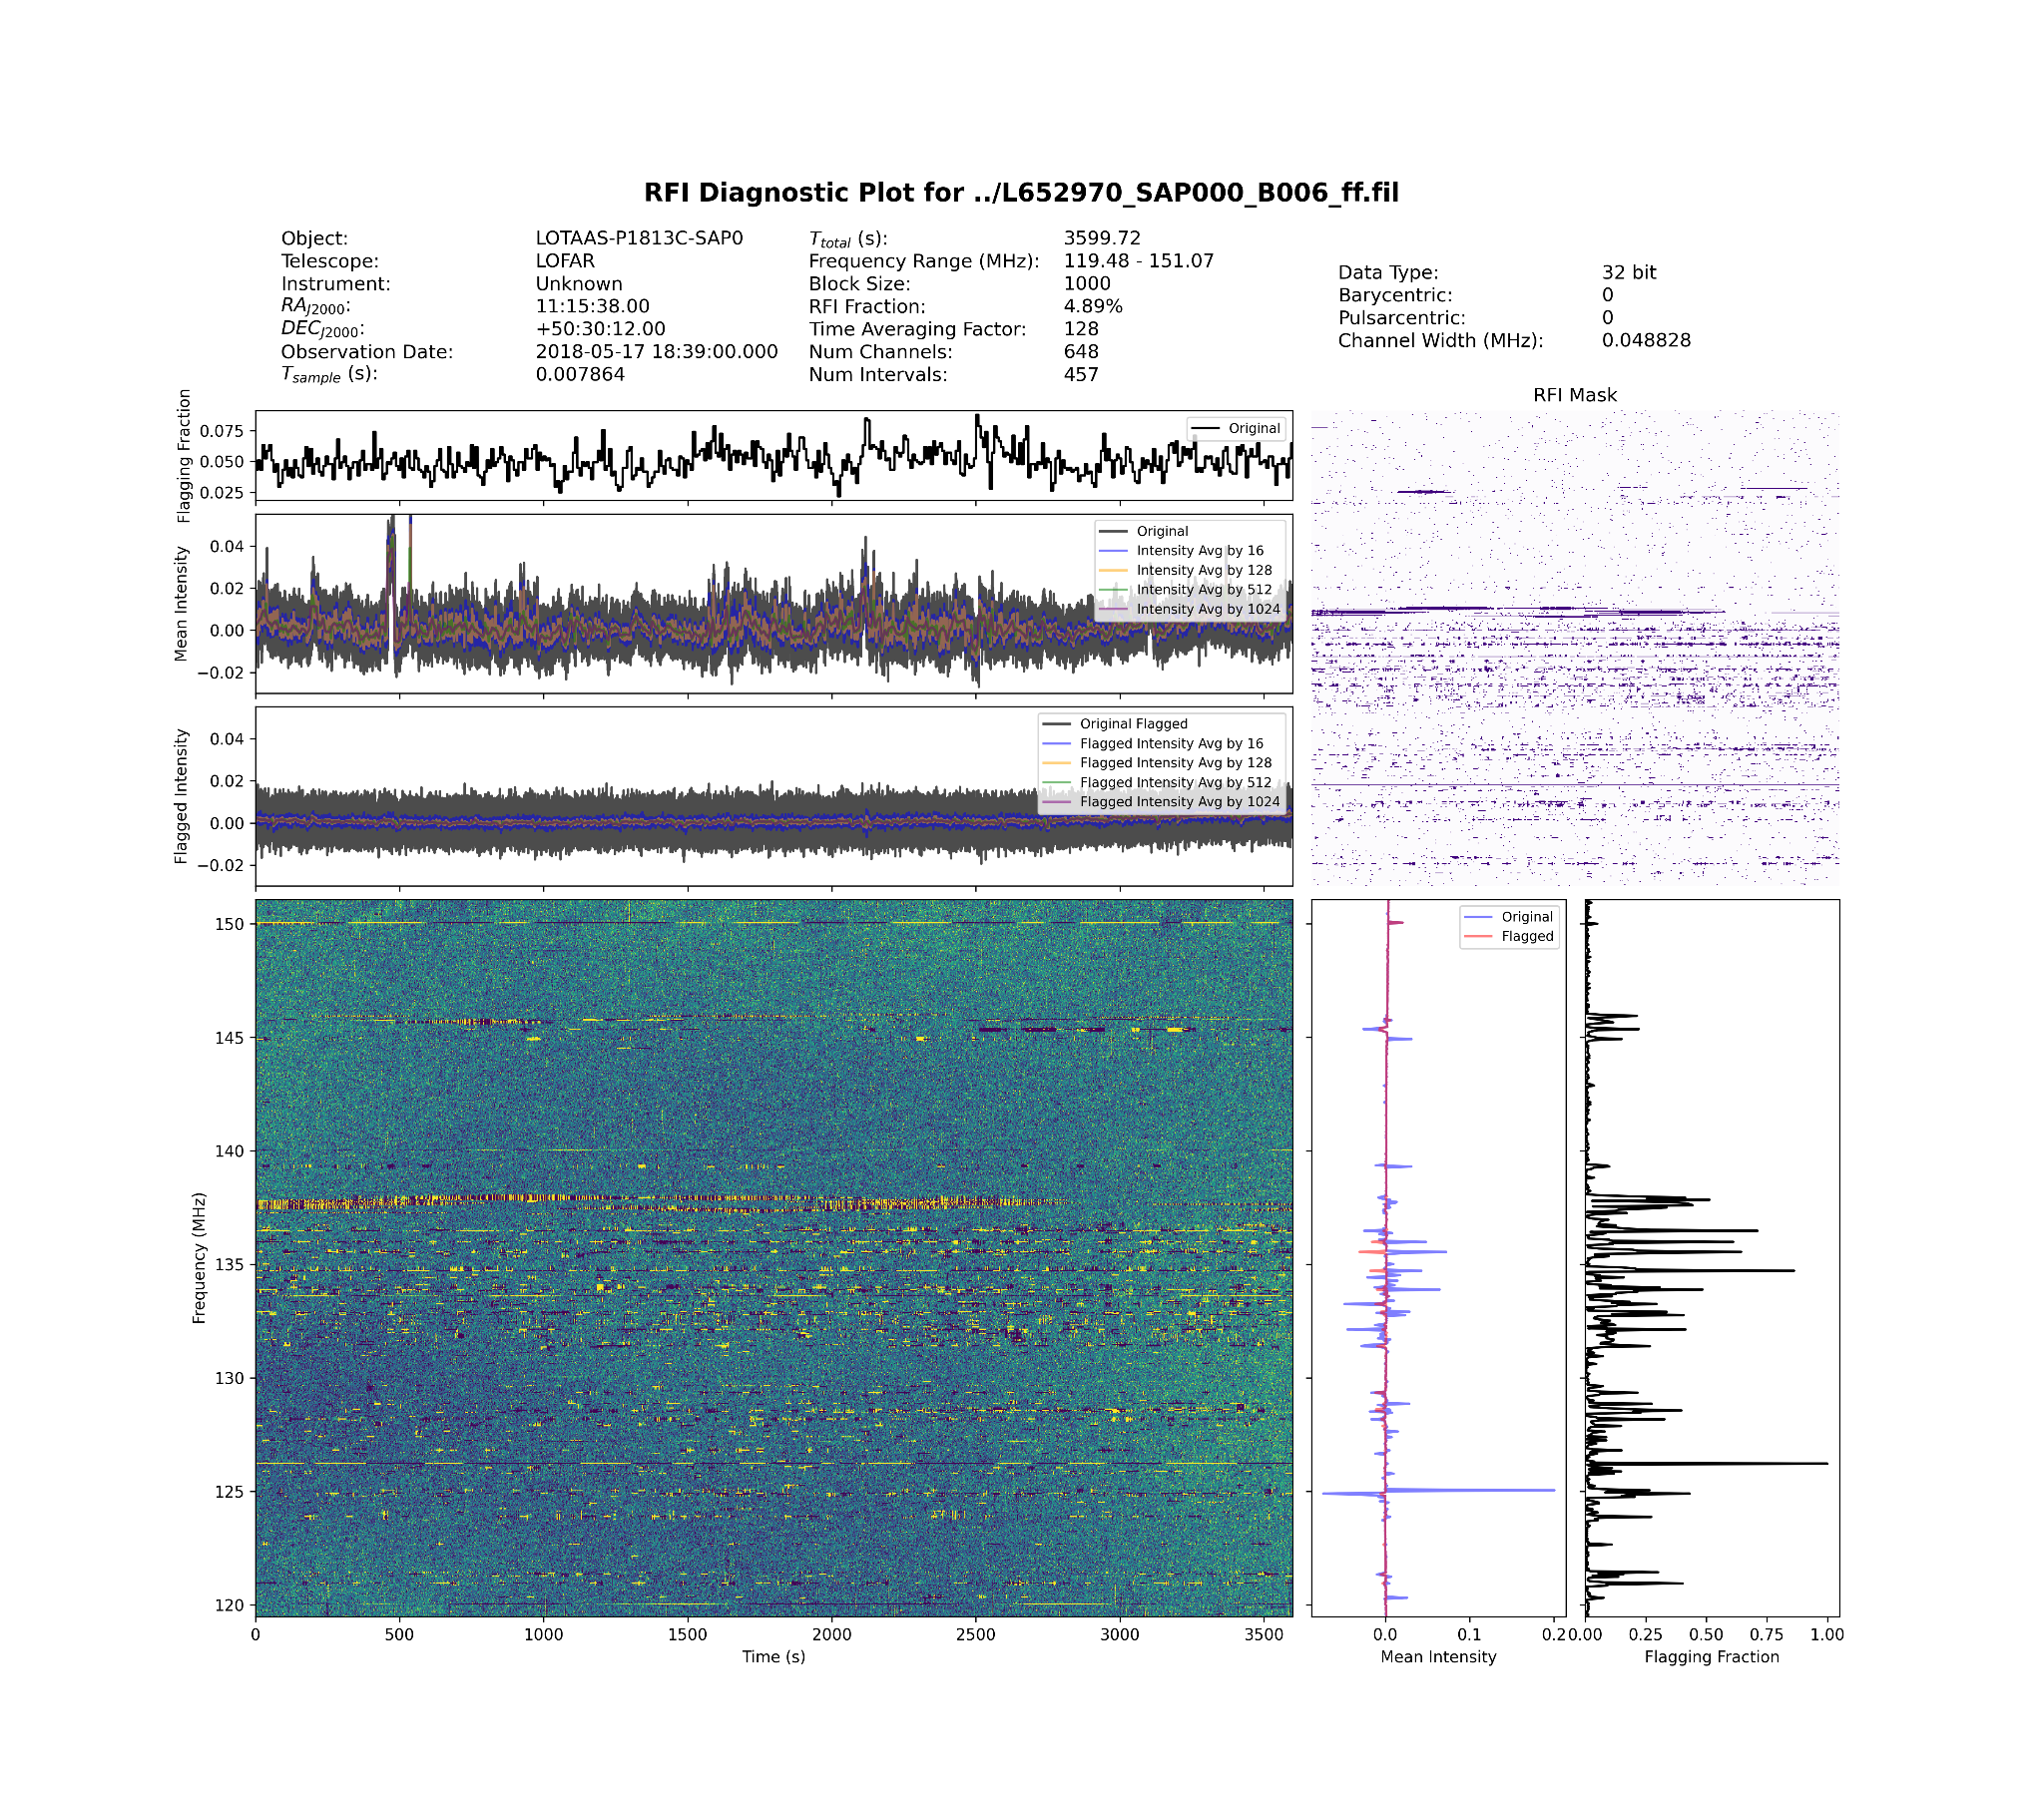 RFI Diagnostic Plot for ../L652970_SAP000_B006_ff.fil
Object: LOTAAS-P1813C-SAP0
Telescope: LOFAR
Instrument: Unknown
RA_J2000: 11:15:38.00
DEC_J2000: +50:30:12.00
Observation Date: 2018-05-17 18:39:00.000
T_sample (s): 0.007864
T_total (s): 3599.72
Frequency Range (MHz): 119.48 - 151.07
Block Size: 1000
RFI Fraction: 4.89%
Time Averaging Factor: 128
Num Channels: 648
Num Intervals: 457
Data Type: 32 bit
Barycentric: 0
Pulsarcentric: 0
Channel Width (MHz): 0.048828
Flagging Fraction
0.075
0.050
0.025
Original
Mean Intensity
0.04
0.02
0.00
−0.02
Original
Intensity Avg by 16
Intensity Avg by 128
Intensity Avg by 512
Intensity Avg by 1024
Flagged Intensity
0.04
0.02
0.00
−0.02
Original Flagged
Flagged Intensity Avg by 16
Flagged Intensity Avg by 128
Flagged Intensity Avg by 512
Flagged Intensity Avg by 1024
RFI Mask
Frequency (MHz)
150
145
140
135
130
125
120
0 500 1000 1500 2000 2500 3000 3500
Time (s)
Original
Flagged
0.0 0.1 0.2
Mean Intensity
0.00 0.25 0.50 0.75 1.00
Flagging Fraction